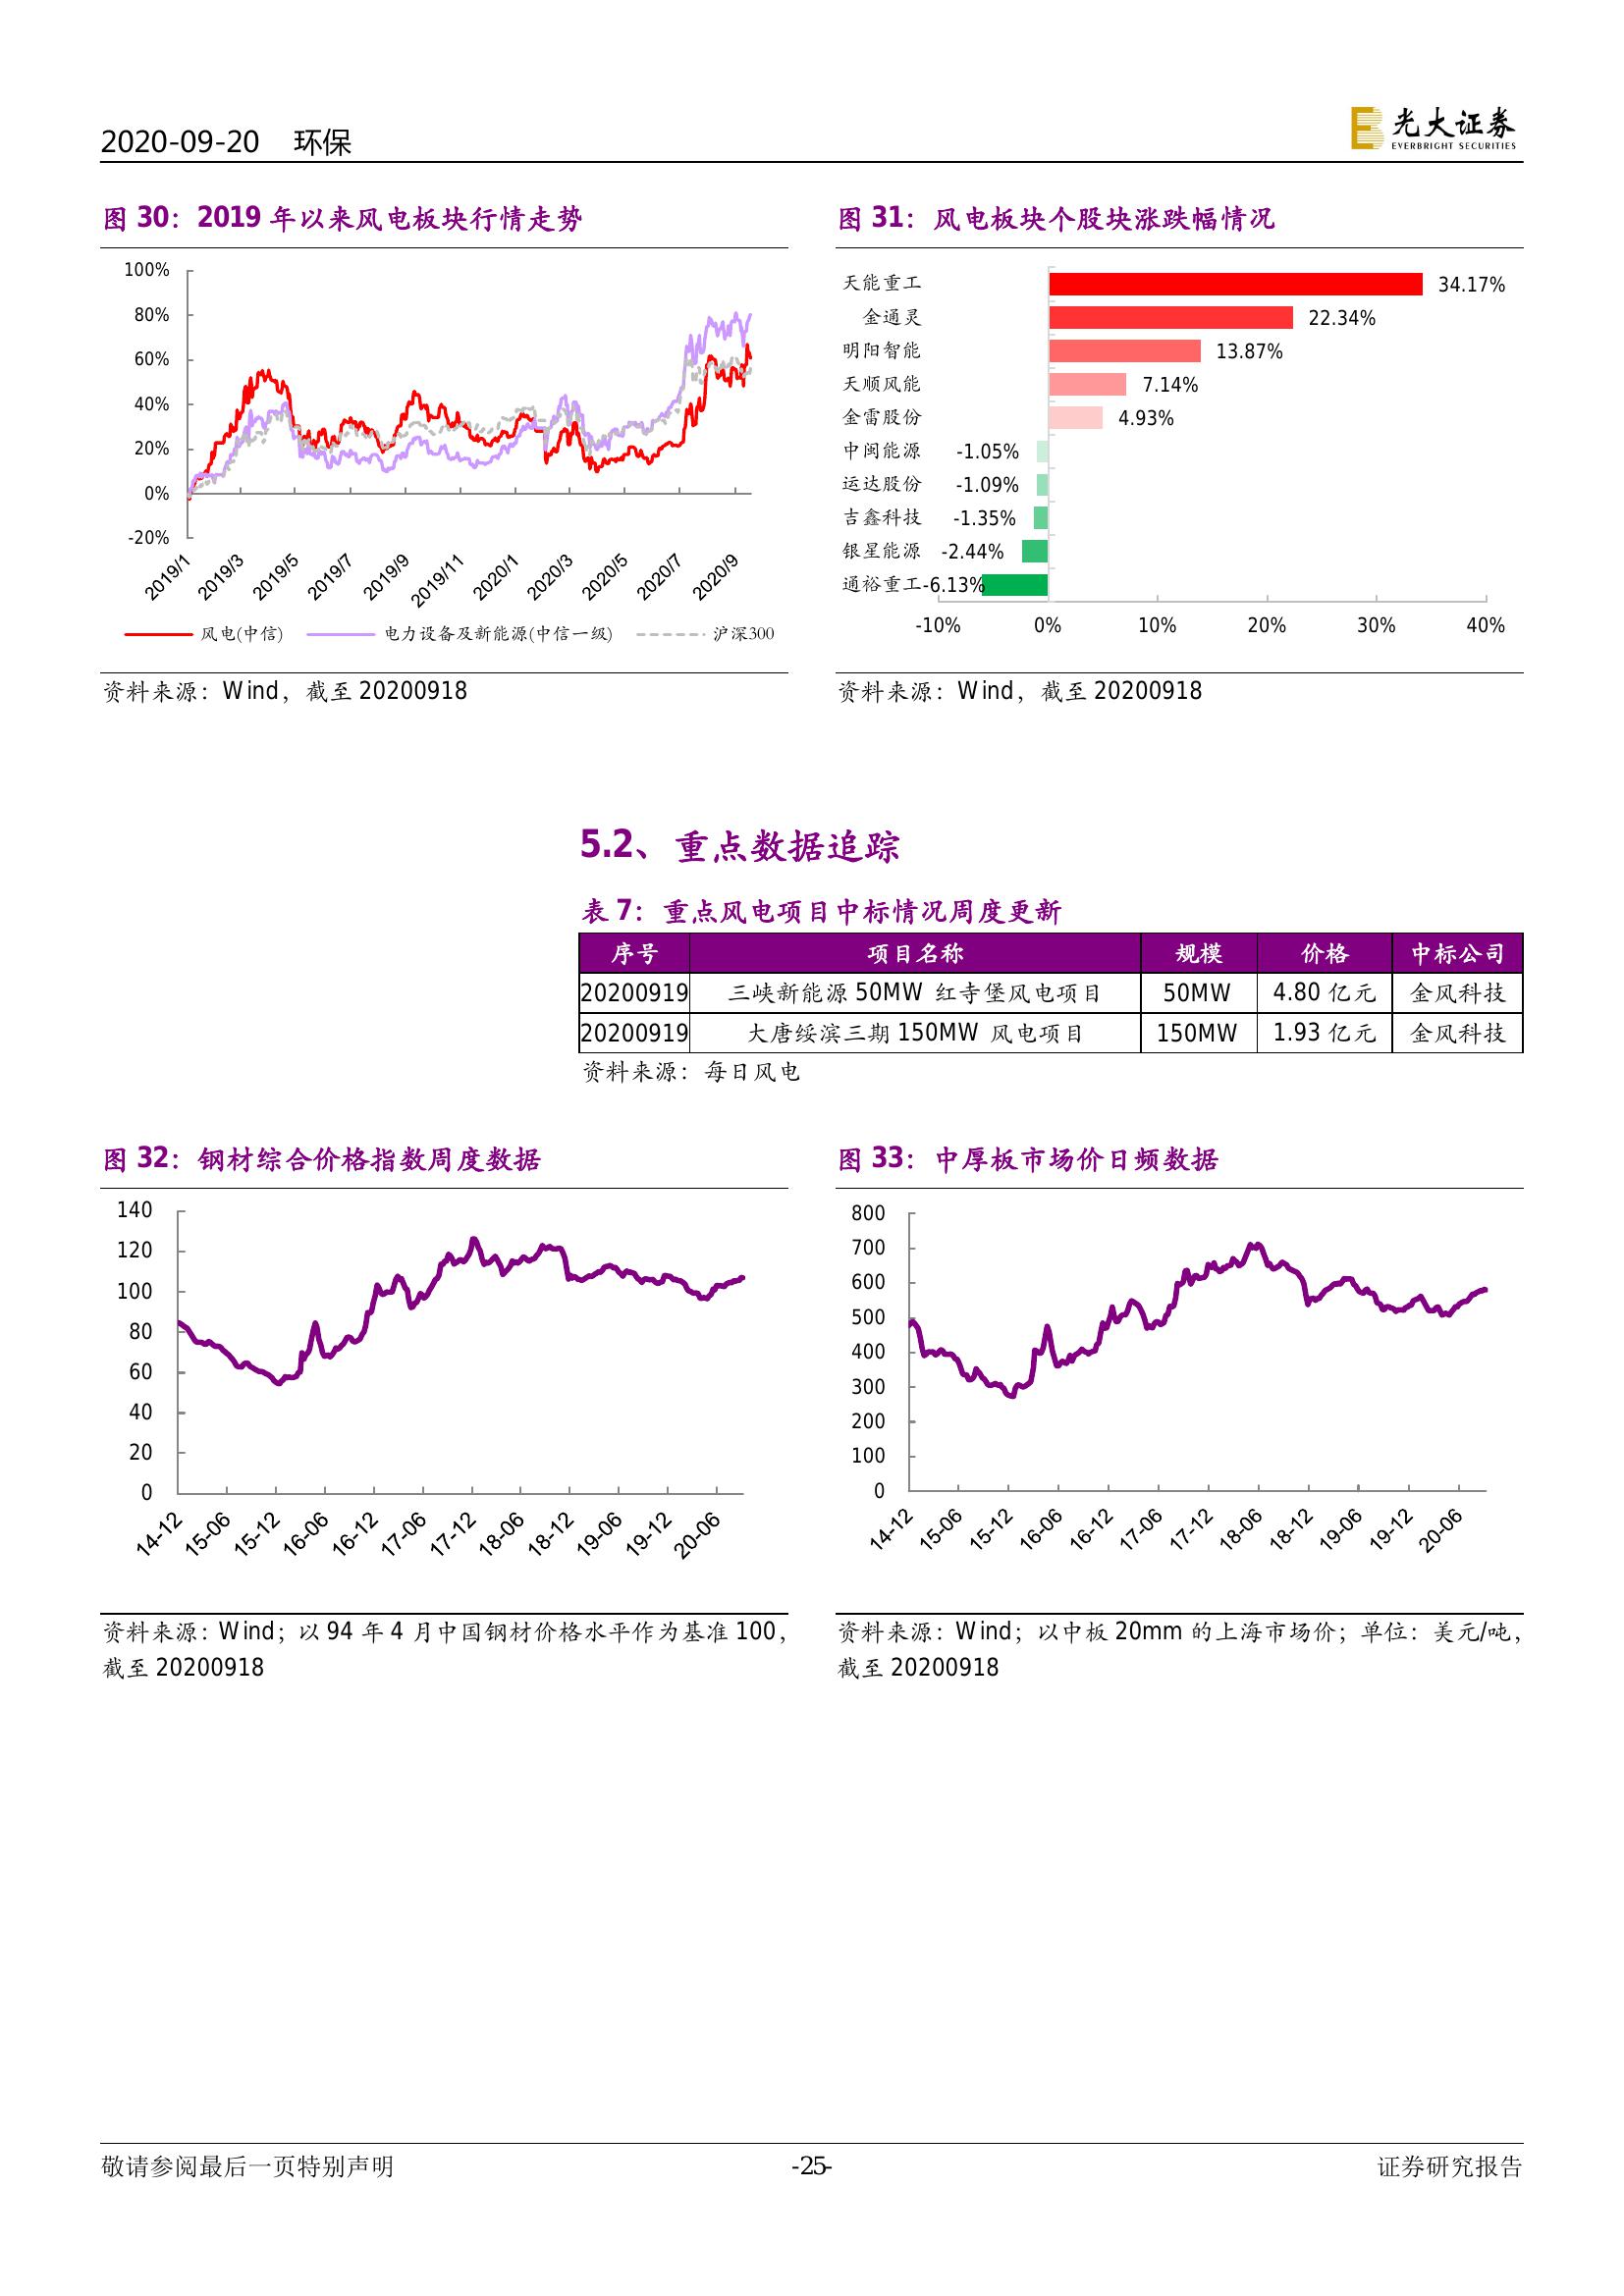 2020-09-20 环保
光大证券
EVERBRIGHT SECURITIES
图 30：2019 年以来风电板块行情走势
100%
80%
60%
40%
20%
0%
-20%
2019/1 2019/3 2019/5 2019/7 2019/9 2019/11 2020/1 2020/3 2020/5 2020/7 2020/9
风电(中信) 电力设备及新能源(中信一级) 沪深300
资料来源：Wind，截至 20200918
图 31：风电板块个股块涨跌幅情况
天能重工 34.17%
金通灵 22.34%
明阳智能 13.87%
天顺风能 7.14%
金雷股份 4.93%
中闽能源 -1.05%
运达股份 -1.09%
吉鑫科技 -1.35%
银星能源 -2.44%
通裕重工 -6.13%
-10% 0% 10% 20% 30% 40%
资料来源：Wind，截至 20200918
5.2、重点数据追踪
表 7：重点风电项目中标情况周度更新
序号 项目名称 规模 价格 中标公司
20200919 三峡新能源 50MW 红寺堡风电项目 50MW 4.80 亿元 金风科技
20200919 大唐绥滨三期 150MW 风电项目 150MW 1.93 亿元 金风科技
资料来源：每日风电
图 32：钢材综合价格指数周度数据
140
120
100
80
60
40
20
0
14-12 15-06 15-12 16-06 16-12 17-06 17-12 18-06 18-12 19-06 19-12 20-06
资料来源：Wind；以 94 年 4 月中国钢材价格水平作为基准 100，
截至 20200918
图 33：中厚板市场价日频数据
800
700
600
500
400
300
200
100
0
14-12 15-06 15-12 16-06 16-12 17-06 17-12 18-06 18-12 19-06 19-12 20-06
资料来源：Wind；以中板 20mm 的上海市场价；单位：美元/吨，
截至 20200918
敬请参阅最后一页特别声明 -25- 证券研究报告